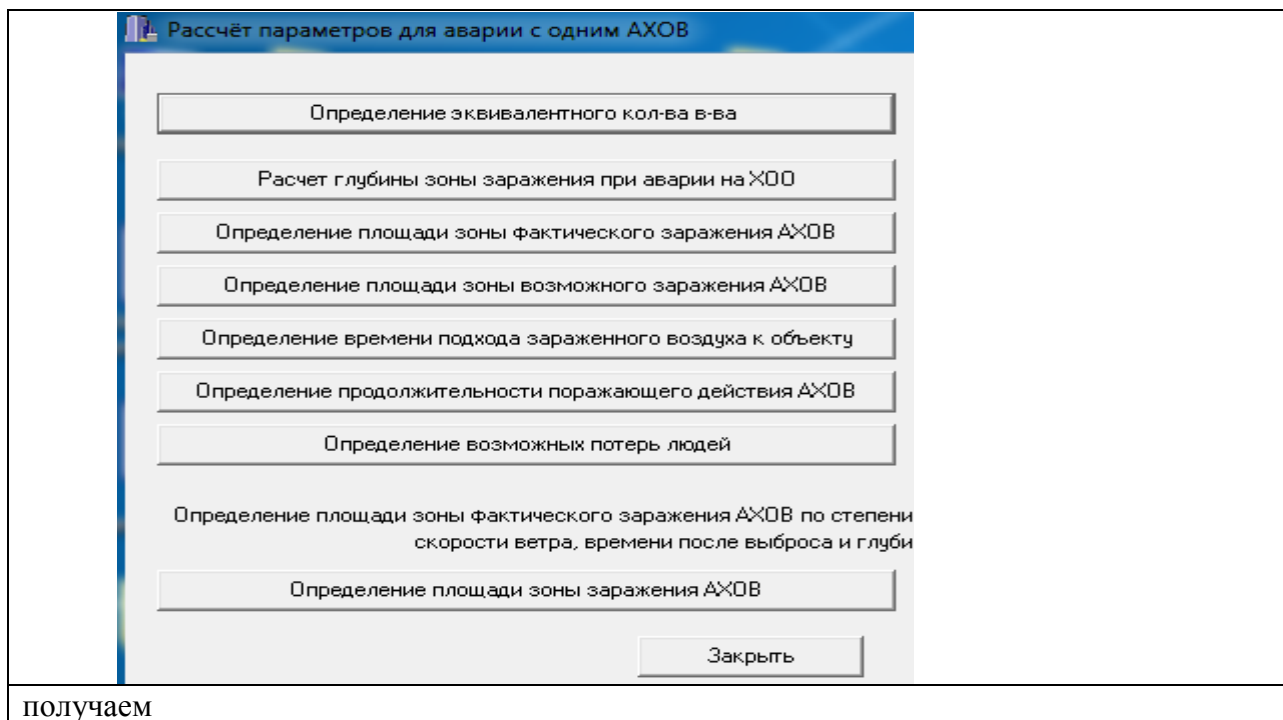 Рассчёт параметров для аварии с одним АХОВ
Определение эквивалентного кол-ва в-ва
Расчет глубины зоны заражения при аварии на ХОО
Определение площади зоны фактического заражения АХОВ
Определение площади зоны возможного заражения АХОВ
Определение времени подхода зараженного воздуха к объекту
Определение продолжительности поражающего действия АХОВ
Определение возможных потерь людей
Определение площади зоны фактического заражения АХОВ по степени
скорости ветра, времени после выброса и глуби
Определение площади зоны заражения АХОВ
Закрыть
получаем